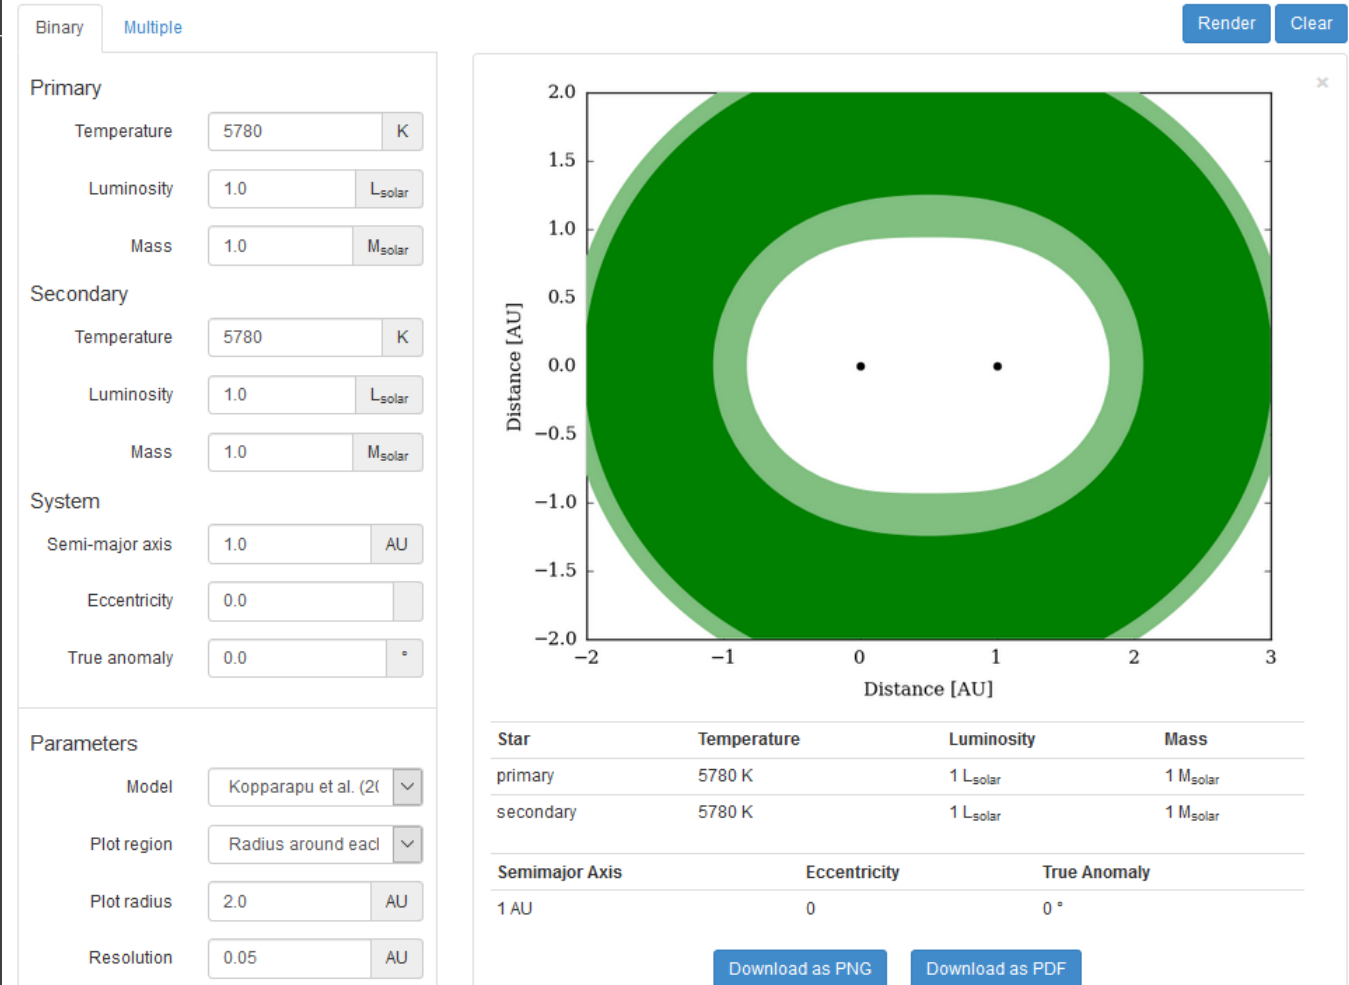 Binary Multiple Render Clear
Primary
Temperature 5780 K
Luminosity 1.0 Lsolar
Mass 1.0 Msolar
Secondary
Temperature 5780 K
Luminosity 1.0 Lsolar
Mass 1.0 Msolar
System
Semi-major axis 1.0 AU
Eccentricity 0.0
True anomaly 0.0 °
Parameters
Model Kopparapu et al. (20
Plot region Radius around each
Plot radius 2.0 AU
Resolution 0.05 AU
×
2.0
1.5
1.0
0.5
0.0
−0.5
−1.0
−1.5
−2.0
Distance [AU]
−2 −1 0 1 2 3
Distance [AU]
Star Temperature Luminosity Mass
primary 5780 K 1 Lsolar 1 Msolar
secondary 5780 K 1 Lsolar 1 Msolar
Semimajor Axis Eccentricity True Anomaly
1 AU 0 0 °
Download as PNG Download as PDF